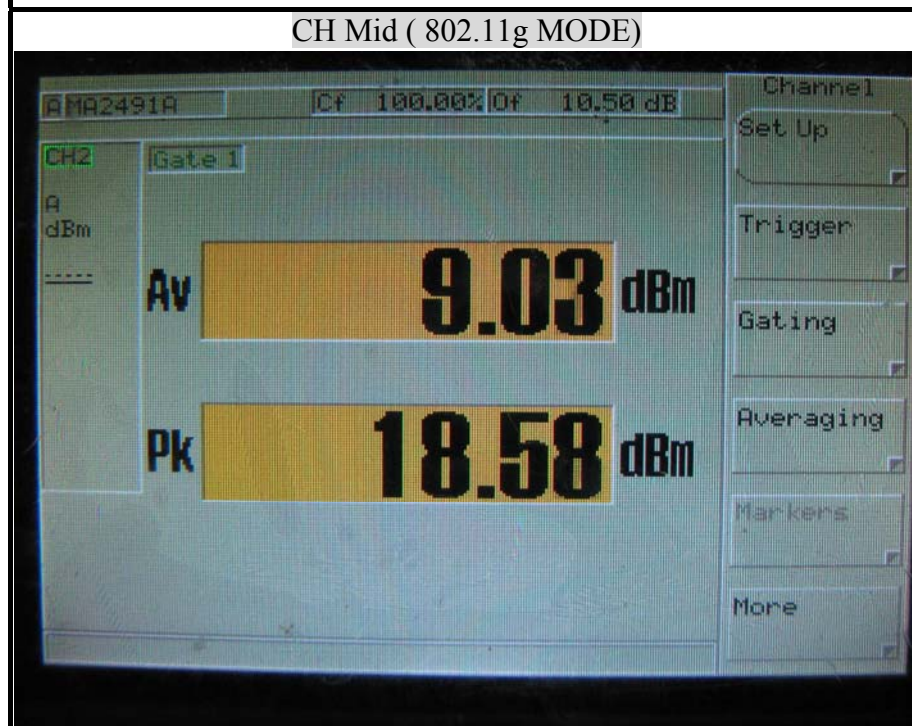 CH Mid ( 802.11g MODE)
A MA2491A Cf 100.00% Of 10.50 dB
CH2
A
dBm
-----
Gate 1
Av 9.03 dBm
Pk 18.58 dBm
Channel
Set Up
Trigger
Gating
Averaging
Markers
More